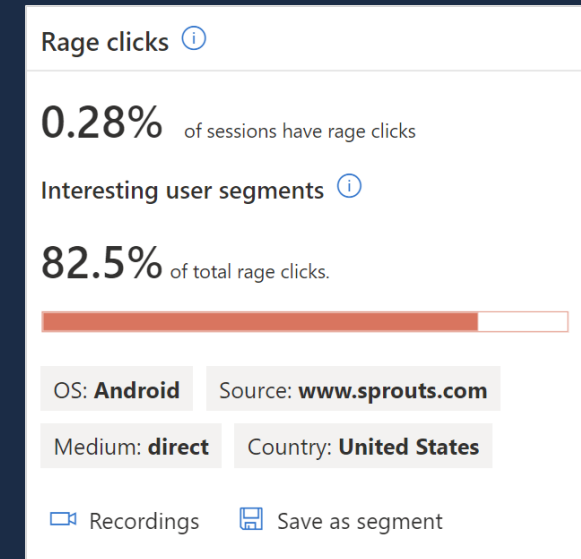 Rage clicks
0.28% of sessions have rage clicks
Interesting user segments
82.5% of total rage clicks.
OS: Android Source: www.sprouts.com
Medium: direct Country: United States
Recordings Save as segment